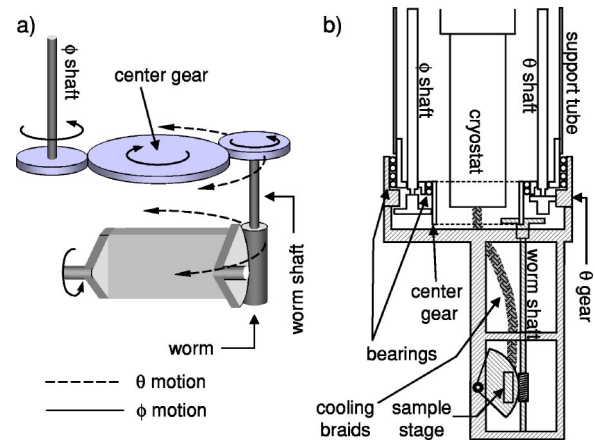 a)
φ shaft
center gear
worm shaft
worm
θ motion
φ motion
b)
φ shaft
cryostat
θ shaft
support tube
θ gear
center
gear
worm shaft
bearings
cooling
braids
sample
stage